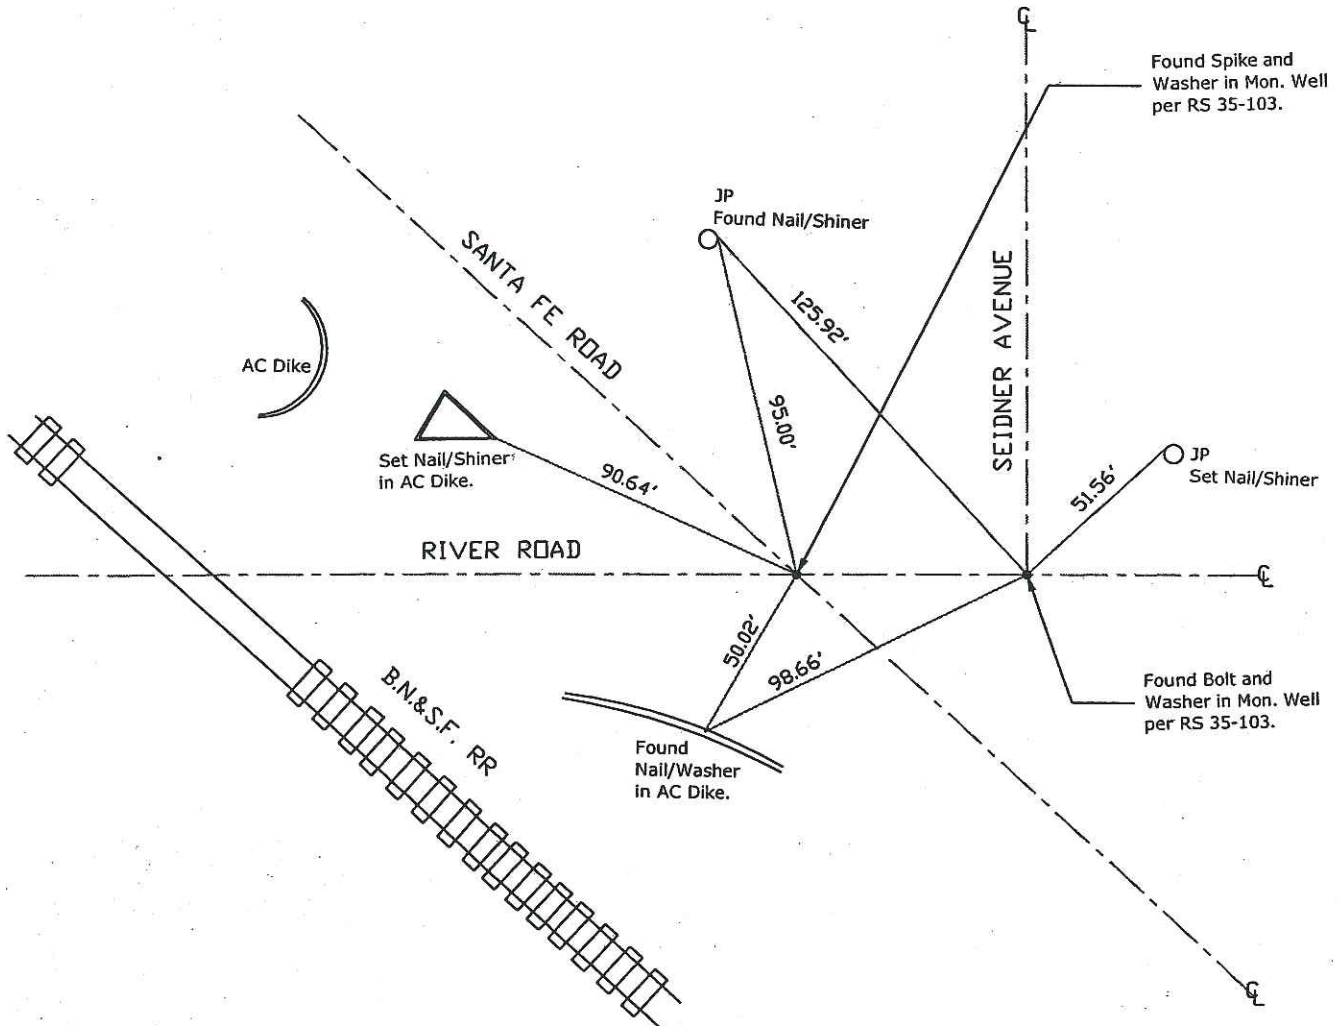 ℄
Found Spike and
Washer in Mon. Well
per RS 35-103.
JP
Found Nail/Shiner
SANTA FE ROAD
125.92'
SEIDNER AVENUE
AC Dike
95.00'
Set Nail/Shiner
in AC Dike.
90.64'
51.56'
JP
Set Nail/Shiner
RIVER ROAD
℄
50.02'
98.66'
B.N.&S.F. RR
Found Bolt and
Washer in Mon. Well
per RS 35-103.
Found
Nail/Washer
in AC Dike.
℄